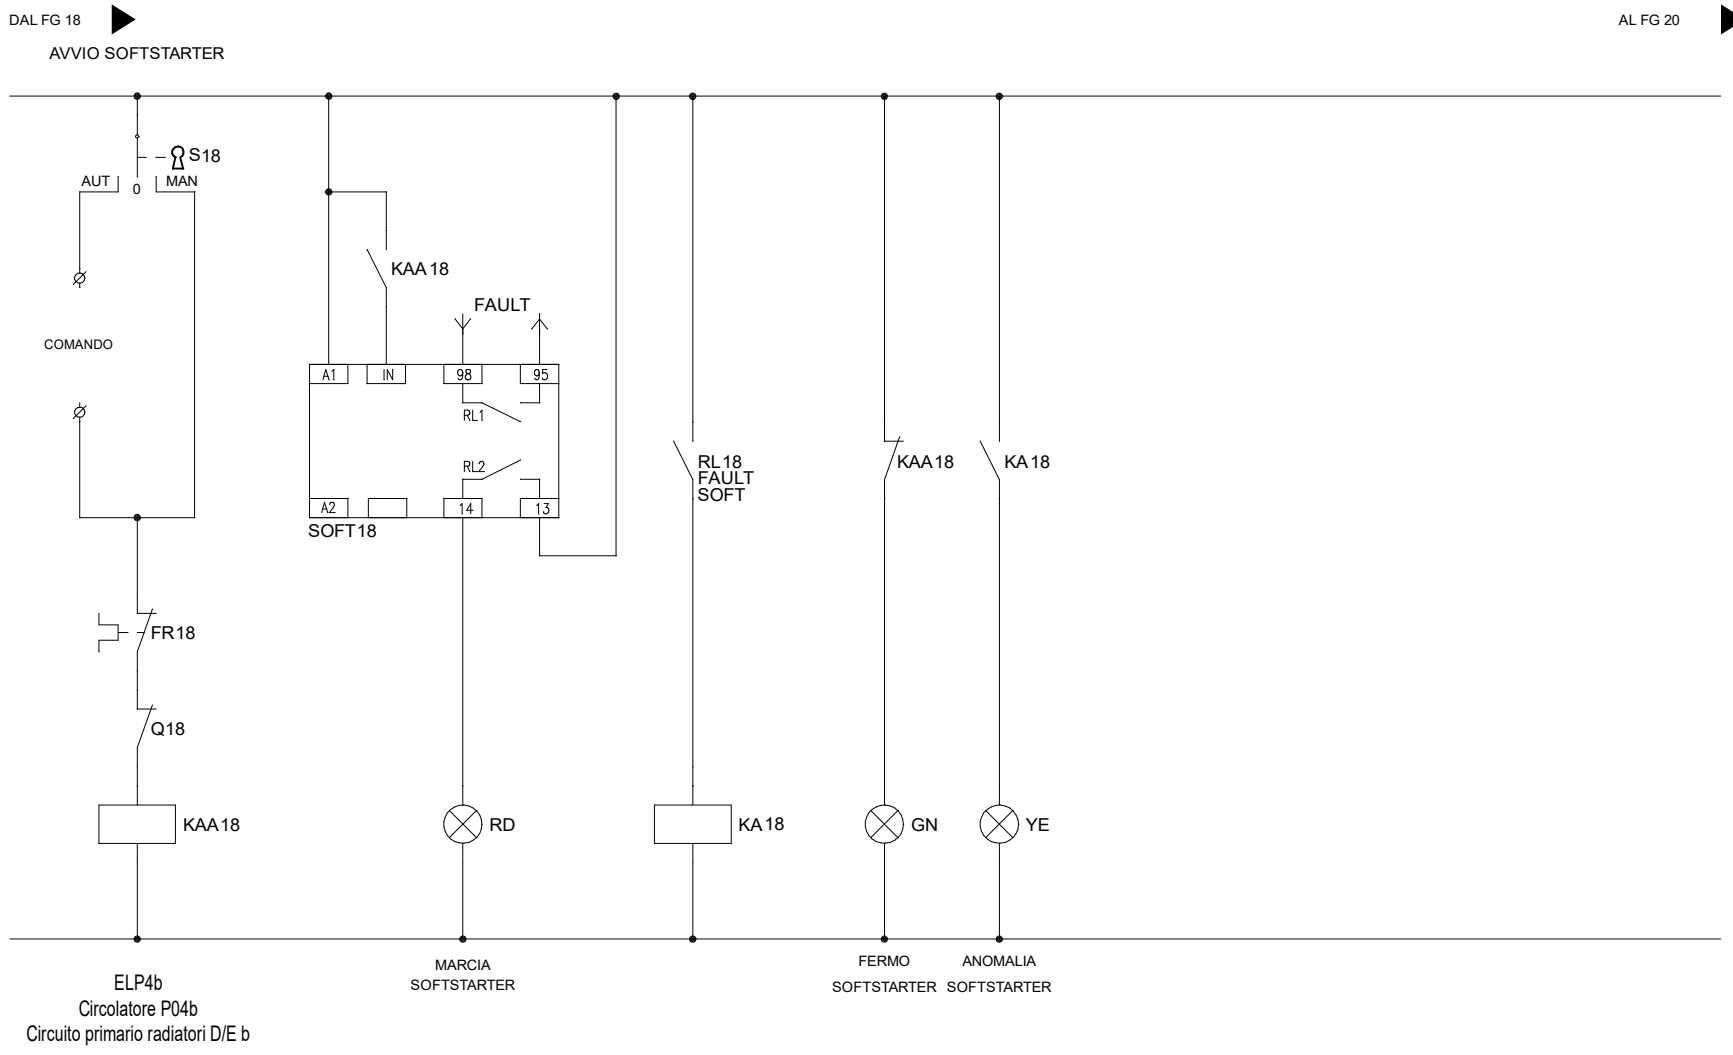 DAL FG 18
AL FG 20
AVVIO SOFTSTARTER
S18
AUT
0
MAN
KAA18
FAULT
COMANDO
A1
IN
98
95
RL1
RL2
A2
14
13
SOFT18
RL18
FAULT
SOFT
KAA18
KA18
FR18
Q18
KAA18
RD
KA18
GN
YE
MARCIA
SOFTSTARTER
FERMO
SOFTSTARTER
ANOMALIA
SOFTSTARTER
ELP4b
Circolatore P04b
Circuito primario radiatori D/E b